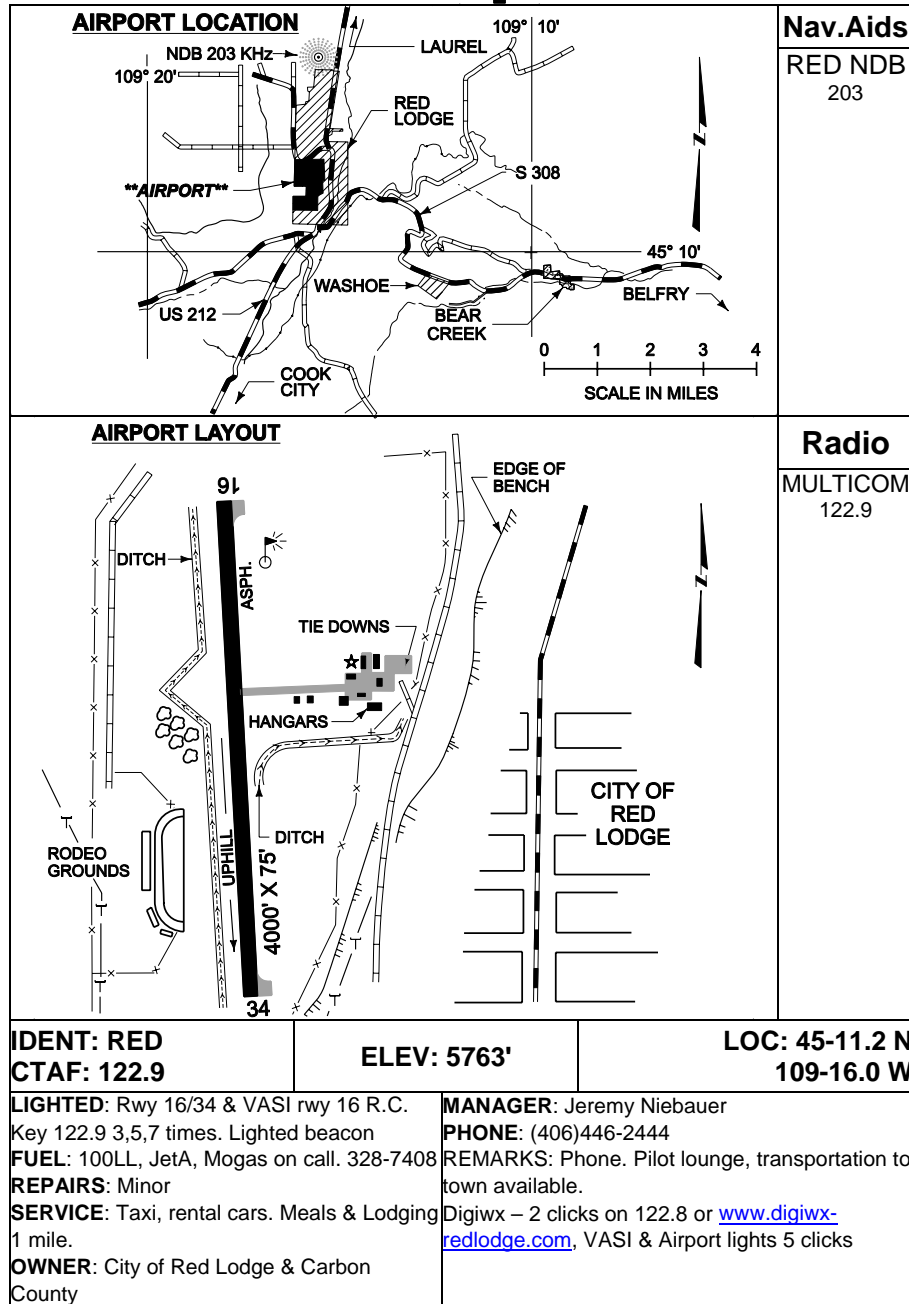 AIRPORT LOCATION
NDB 203 KHz
109° 10'
LAUREL
109° 20'
RED
LODGE
**AIRPORT**
S 308
N
45° 10'
WASHOE
BELFRY
US 212
BEAR
CREEK
COOK
CITY
0 1 2 3 4
SCALE IN MILES
Nav.Aids
RED NDB
203
AIRPORT LAYOUT
16
EDGE OF
BENCH
DITCH
ASPH.
N
TIE DOWNS
HANGARS
CITY OF
RED
LODGE
UPHILL
DITCH
RODEO
GROUNDS
4000' X 75'
34
Radio
MULTICOM
122.9
IDENT: RED
CTAF: 122.9
ELEV: 5763'
LOC: 45-11.2 N
109-16.0 W
LIGHTED: Rwy 16/34 & VASI rwy 16 R.C.
Key 122.9 3,5,7 times. Lighted beacon
FUEL: 100LL, JetA, Mogas on call. 328-7408
REPAIRS: Minor
SERVICE: Taxi, rental cars. Meals & Lodging
1 mile.
OWNER: City of Red Lodge & Carbon
County
MANAGER: Jeremy Niebauer
PHONE: (406)446-2444
REMARKS: Phone. Pilot lounge, transportation to
town available.
Digiwx – 2 clicks on 122.8 or www.digiwx-
redlodge.com, VASI & Airport lights 5 clicks